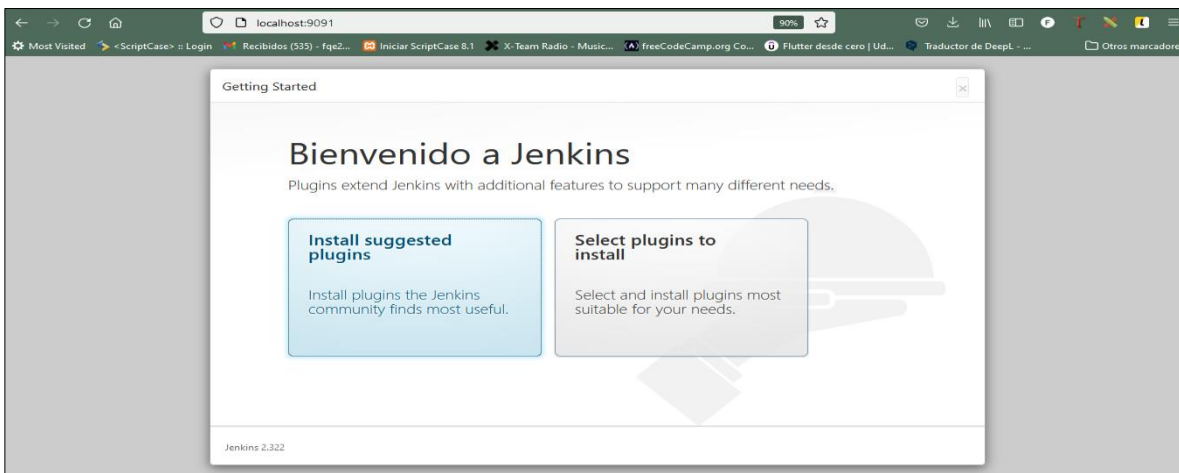 localhost:9091
90%
Most Visited <ScriptCase> :: Login Recibidos (535) - fqe2... Iniciar ScriptCase 8.1 X-Team Radio - Music... freeCodeCamp.org Co... Flutter desde cero | Ud... Traductor de DeepL - ... Otros marcadore
Getting Started
Bienvenido a Jenkins
Plugins extend Jenkins with additional features to support many different needs.
Install suggested
plugins
Install plugins the Jenkins
community finds most useful.
Select plugins to
install
Select and install plugins most
suitable for your needs.
Jenkins 2.322